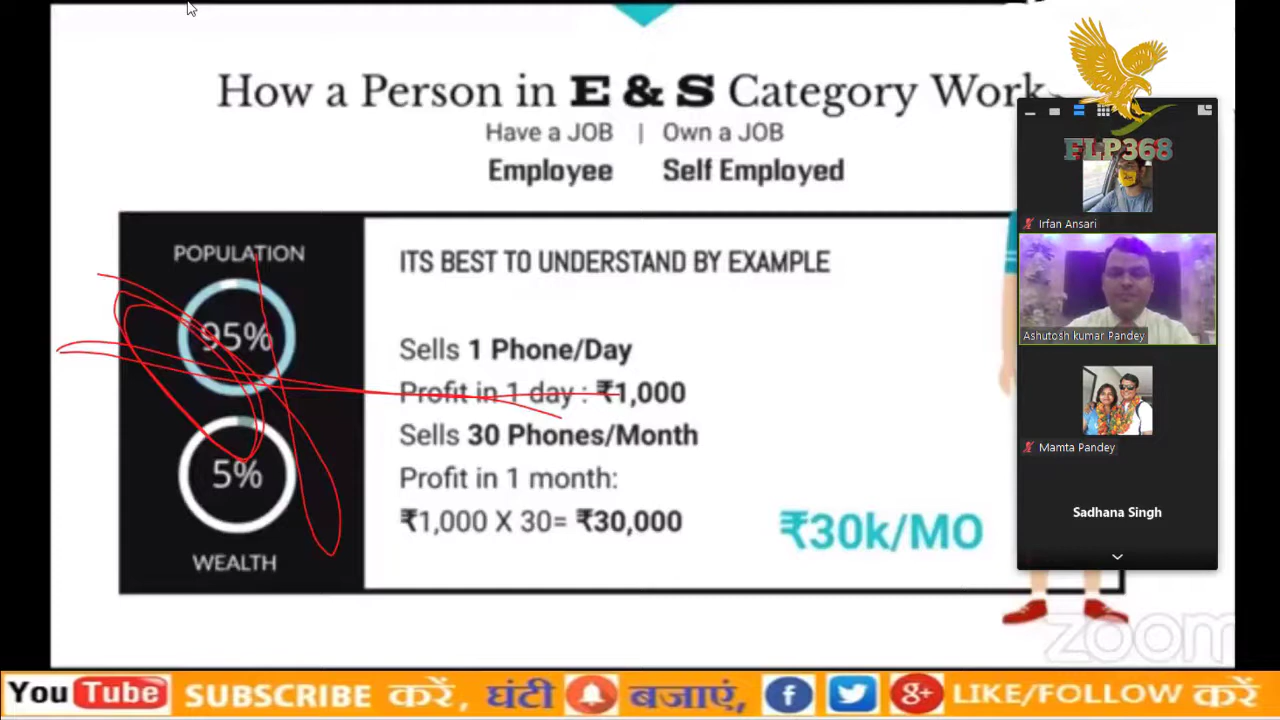 How a Person in E & S Category Work
Have a JOB | Own a JOB
Employee Self Employed
POPULATION
95%
5%
WEALTH
ITS BEST TO UNDERSTAND BY EXAMPLE
Sells 1 Phone/Day
Profit in 1 day : ₹1,000
Sells 30 Phones/Month
Profit in 1 month:
₹1,000 X 30= ₹30,000
₹30k/MO
FLP368
Irfan Ansari
Ashutosh kumar Pandey
Mamta Pandey
Sadhana Singh
zoom
YouTube SUBSCRIBE करें, घंटी बजाएं, f 8+ LIKE/FOLLOW करें